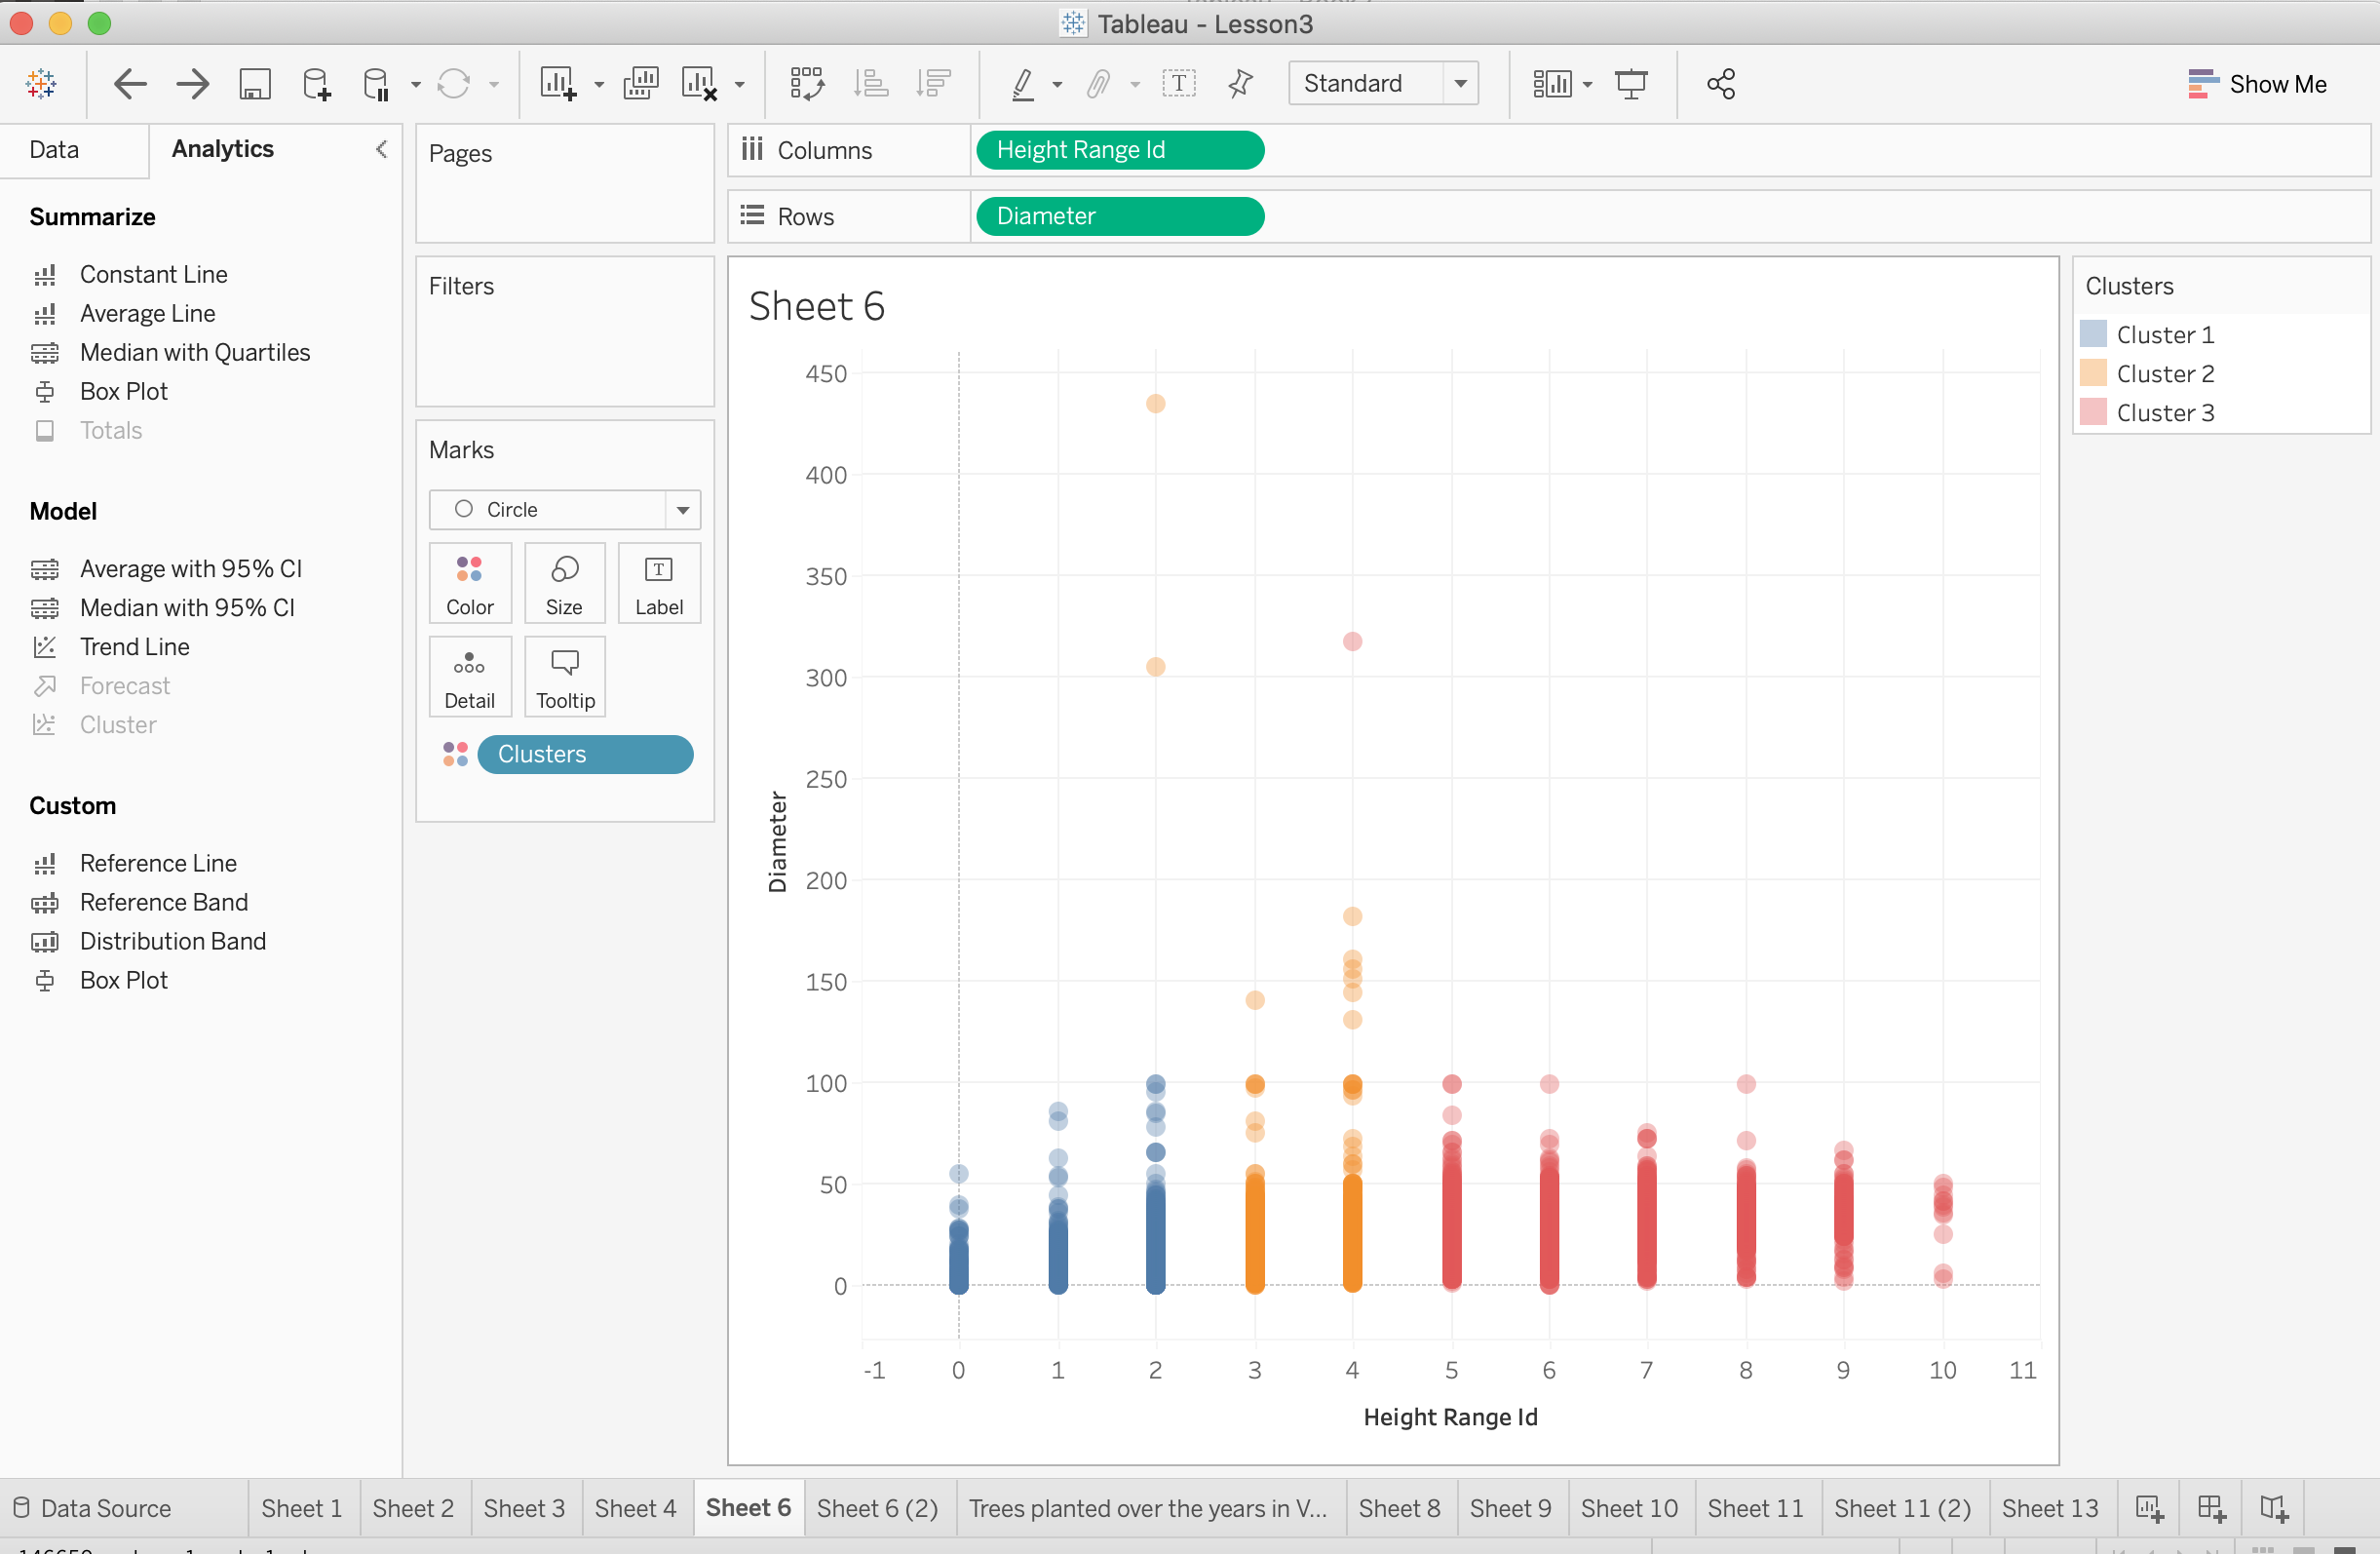 Tableau - Lesson3
Standard
Show Me
Data
Analytics
Pages
Columns
Height Range Id
Rows
Diameter
Summarize
Constant Line
Average Line
Median with Quartiles
Box Plot
Totals
Model
Average with 95% CI
Median with 95% CI
Trend Line
Forecast
Cluster
Custom
Reference Line
Reference Band
Distribution Band
Box Plot
Filters
Marks
Circle
Color
Size
Label
Detail
Tooltip
Clusters
Sheet 6
450
400
350
300
250
200
150
100
50
0
Diameter
-1 0 1 2 3 4 5 6 7 8 9 10 11
Height Range Id
Clusters
Cluster 1
Cluster 2
Cluster 3
Data Source Sheet 1 Sheet 2 Sheet 3 Sheet 4 Sheet 6 Sheet 6 (2) Trees planted over the years in V... Sheet 8 Sheet 9 Sheet 10 Sheet 11 Sheet 11 (2) Sheet 13